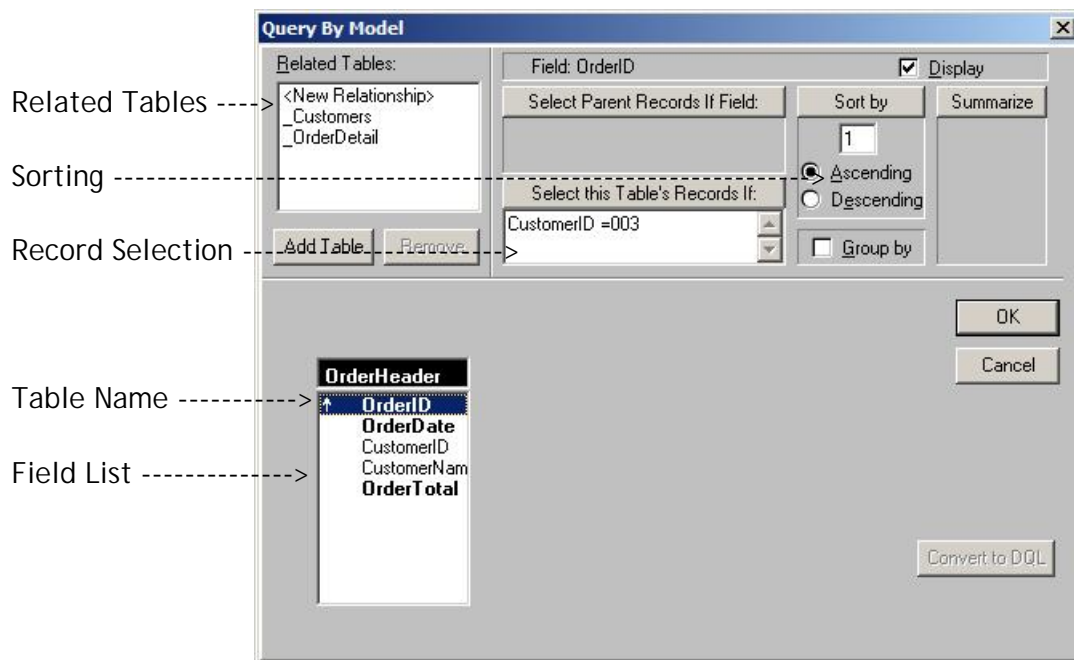 Query By Model
Related Tables:
Field: OrderID
Display
Related Tables ---->
<New Relationship>
_Customers
_OrderDetail
Select Parent Records If Field:
Sort by
Summarize
1
Sorting
Ascending
Descending
Select this Table's Records If:
CustomerID =003
Record Selection
Add Table
Remove
Group by
OK
Cancel
OrderHeader
Table Name ------------>
OrderID
OrderDate
CustomerID
CustomerNam
Field List ------------->
OrderTotal
Convert to DQL